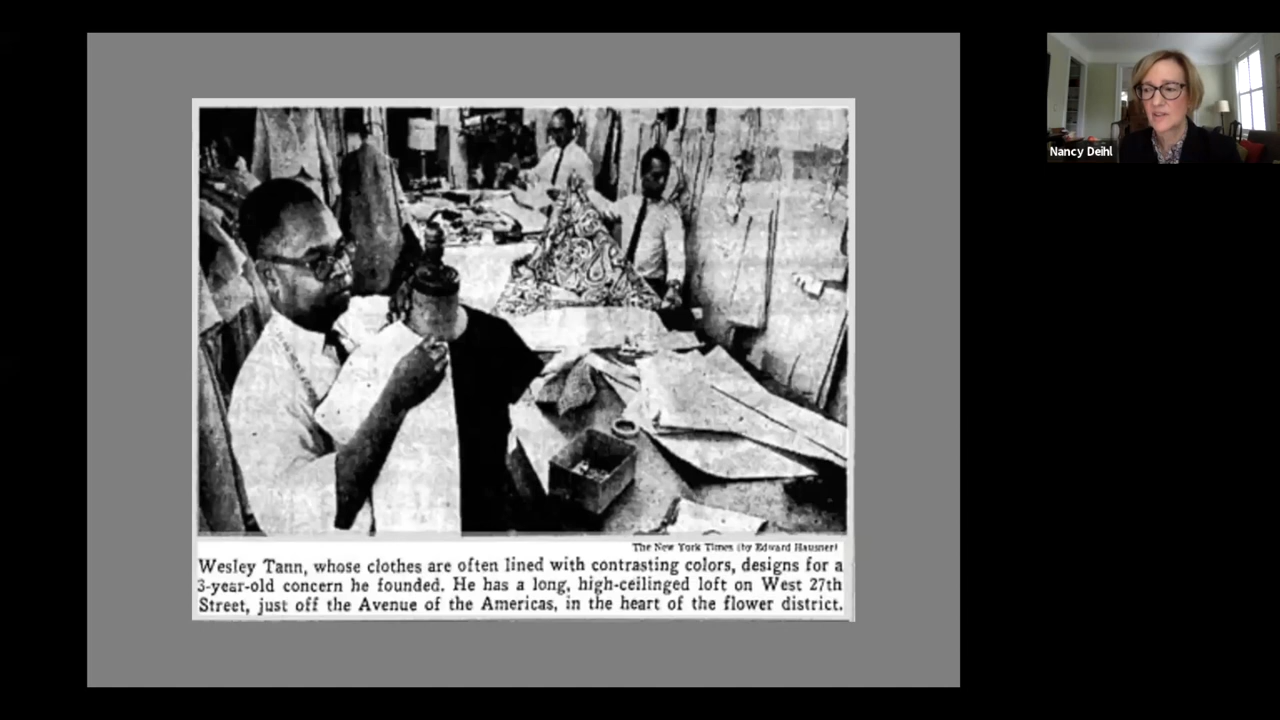 Nancy Deihl
The New York Times (by Edward Hausner)
Wesley Tann, whose clothes are often lined with contrasting colors, designs for a
3-year-old concern he founded. He has a long, high-ceilinged loft on West 27th
Street, just off the Avenue of the Americas, in the heart of the flower district.